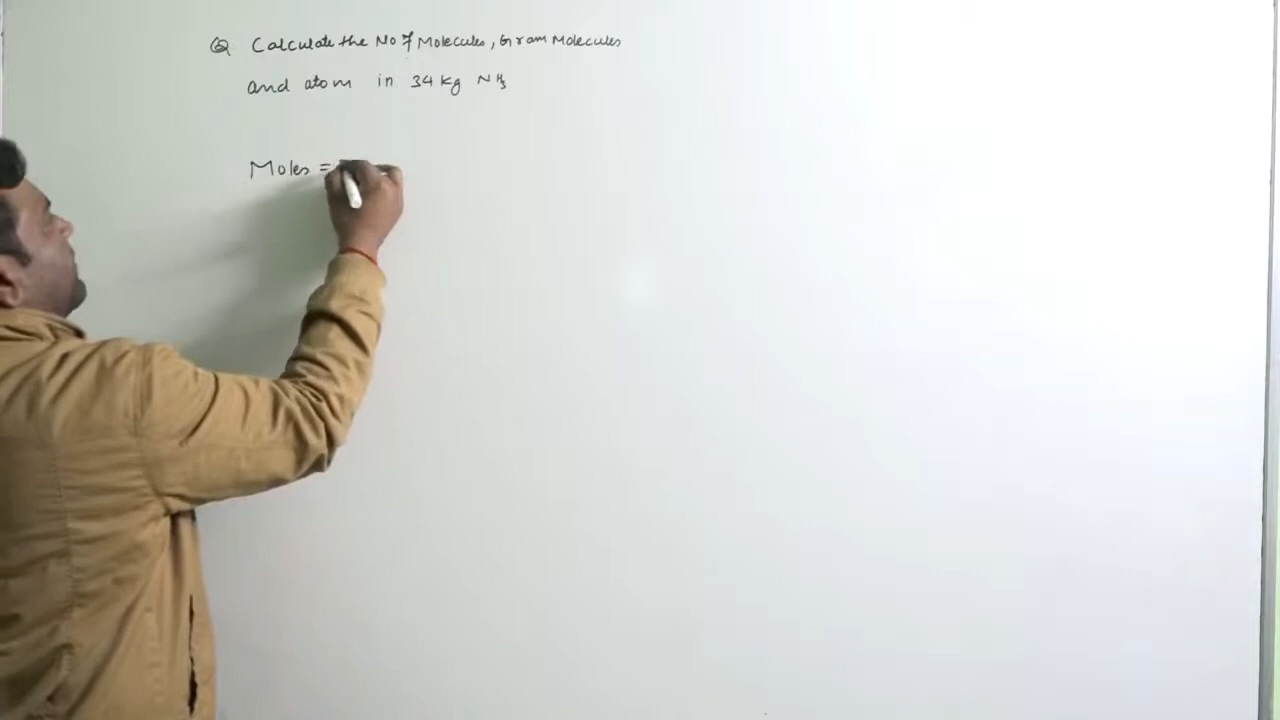 Q Calculate the No of Molecules, Gram Molecules
and atom in 34 kg NH₃
Moles =